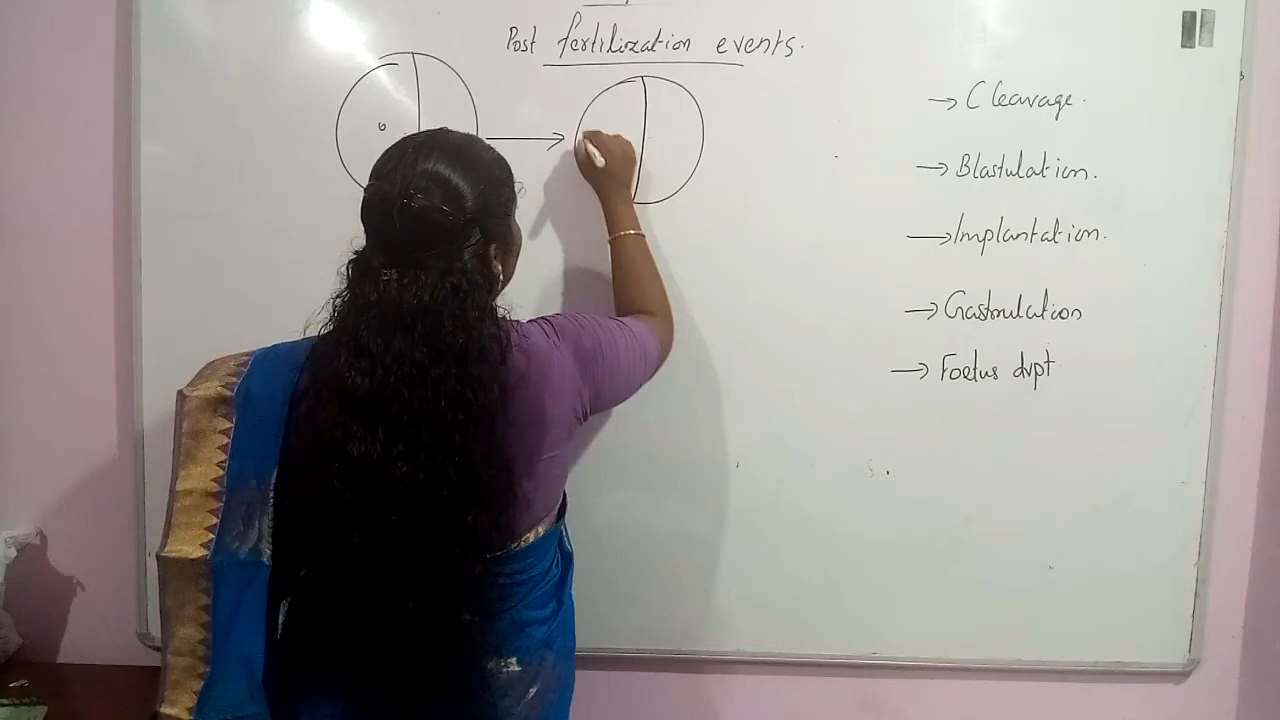 Post fertilization events.
→ Cleavage.
→ Blastulation.
→ Implantation.
→ Gastrulation
→ Foetus dvpt